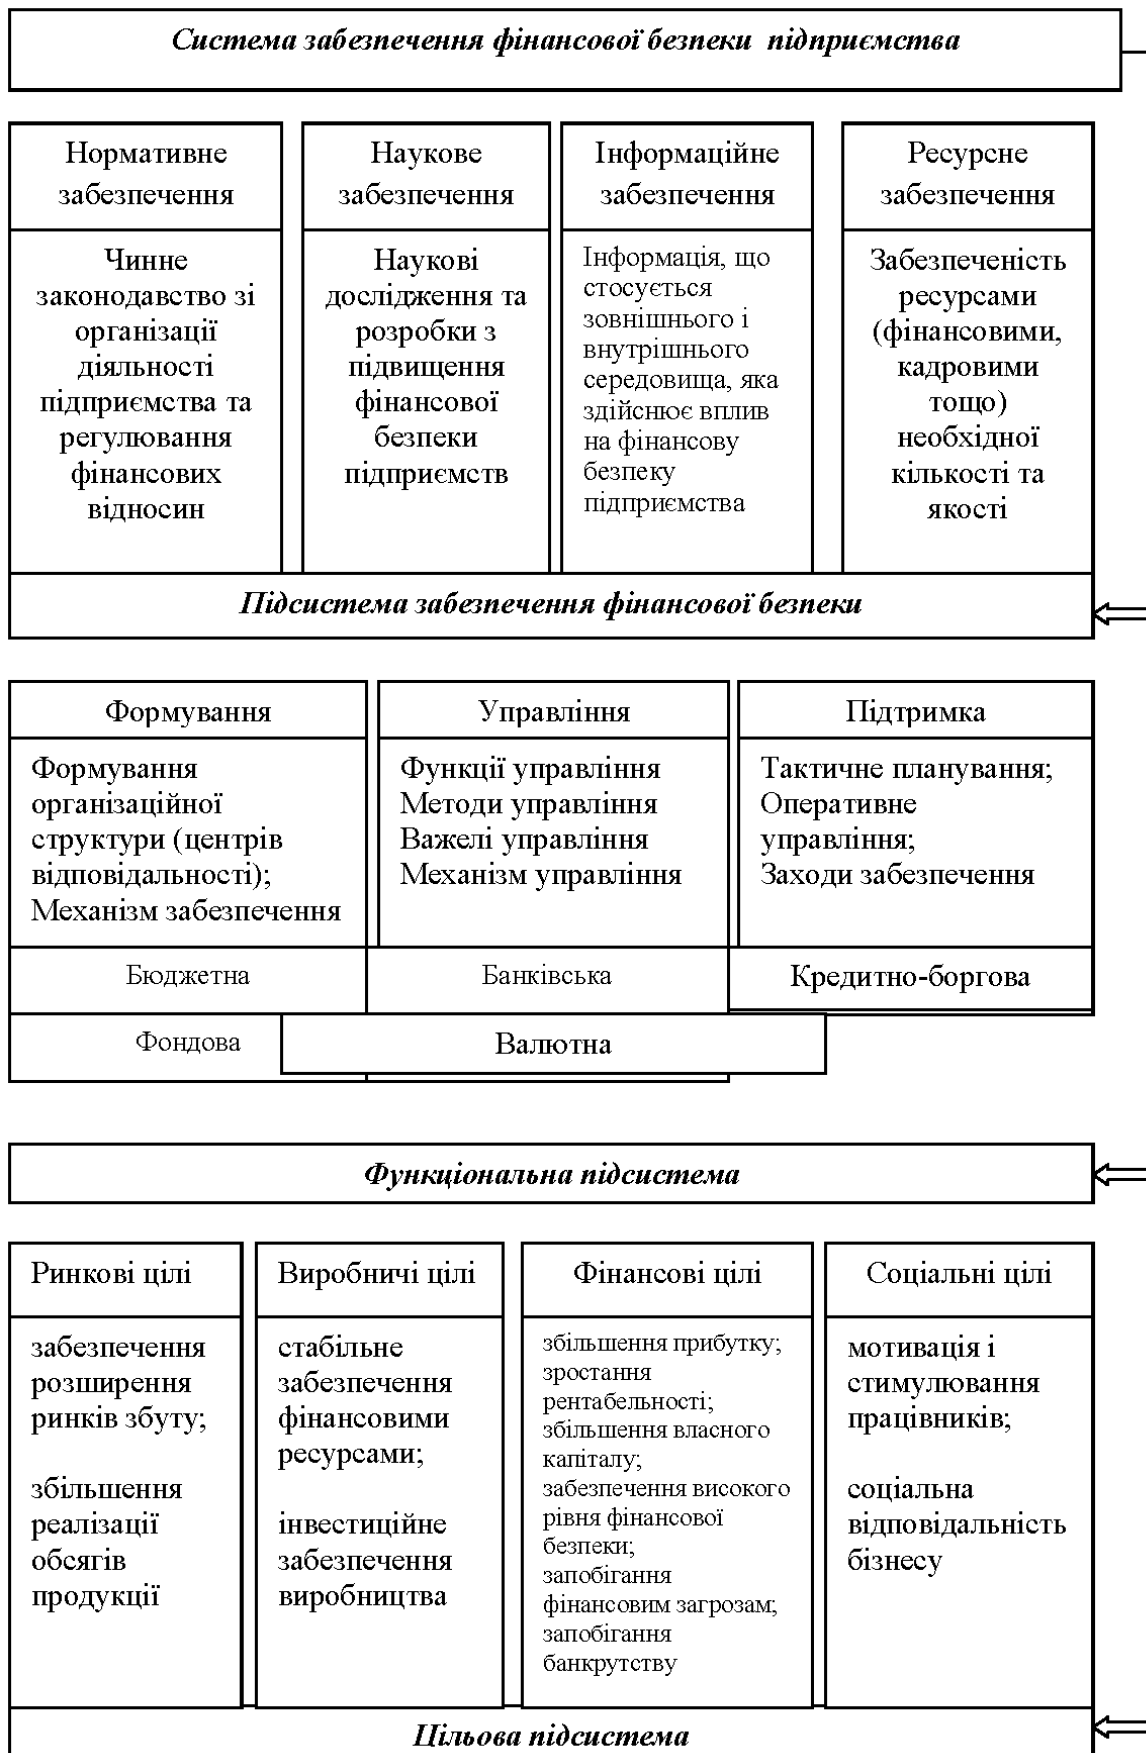 Система забезпечення фінансової безпеки підприємства
Нормативне
забезпечення
Чинне
законодавство зі
організації
діяльності
підприємства та
регулювання
фінансових
відносин
Наукове
забезпечення
Наукові
дослідження та
розробки з
підвищення
фінансової
безпеки
підприємств
Інформаційне
забезпечення
Інформація, що
стосується
зовнішнього і
внутрішнього
середовища, яка
здійснює вплив
на фінансову
безпеку
підприємства
Ресурсне
забезпечення
Забезпеченість
ресурсами
(фінансовими,
кадровими
тощо)
необхідної
кількості та
якості
Підсистема забезпечення фінансової безпеки
Формування
Формування
організаційної
структури (центрів
відповідальності);
Механізм забезпечення
Управління
Функції управління
Методи управління
Важелі управління
Механізм управління
Підтримка
Тактичне планування;
Оперативне
управління;
Заходи забезпечення
Бюджетна
Банківська
Кредитно-боргова
Фондова
Валютна
Функціональна підсистема
Ринкові цілі
забезпечення
розширення
ринків збуту;
збільшення
реалізації
обсягів
продукції
Виробничі цілі
стабільне
забезпечення
фінансовими
ресурсами;
інвестиційне
забезпечення
виробництва
Фінансові цілі
збільшення прибутку;
зростання
рентабельності;
збільшення власного
капіталу;
забезпечення високого
рівня фінансової
безпеки;
запобігання
фінансовим загрозам;
запобігання
банкрутству
Соціальні цілі
мотивація і
стимулювання
працівників;
соціальна
відповідальність
бізнесу
Цільова підсистема